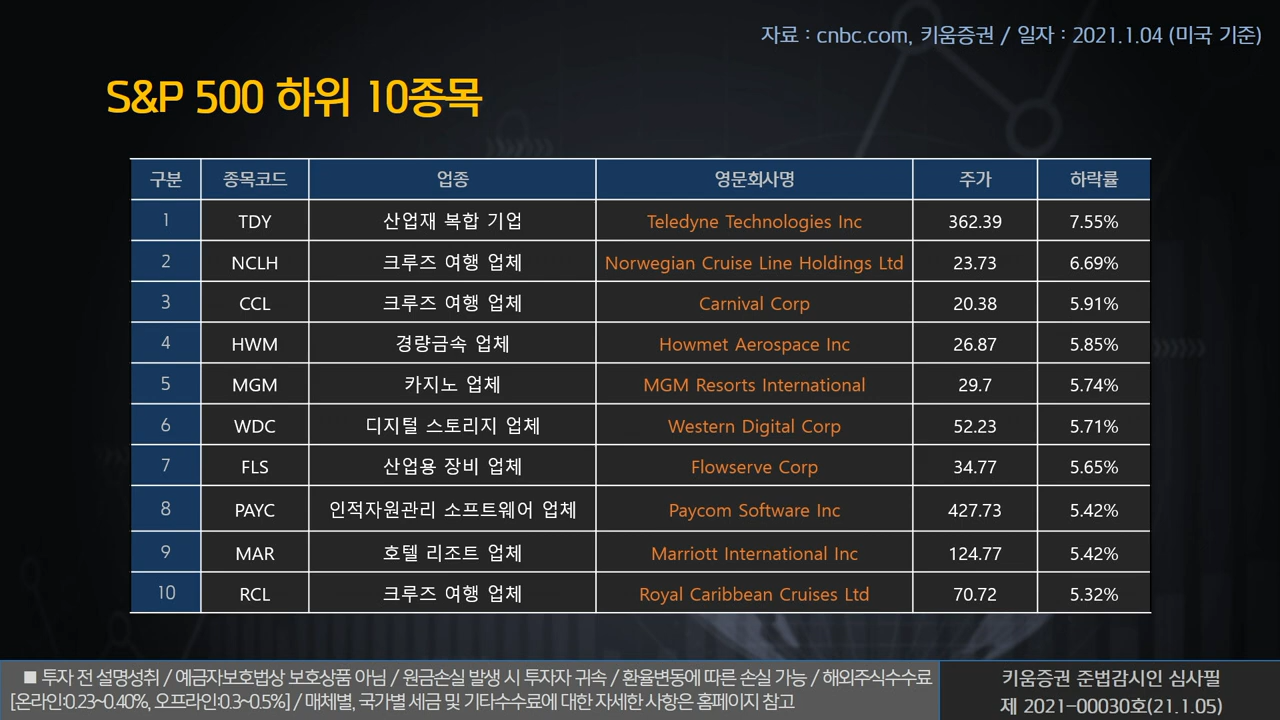 자료 : cnbc.com, 키움증권 / 일자 : 2021.1.04 (미국 기준)
S&P 500 하위 10종목
구분 종목코드 업종 영문회사명 주가 하락률
1 TDY 산업재 복합 기업 Teledyne Technologies Inc 362.39 7.55%
2 NCLH 크루즈 여행 업체 Norwegian Cruise Line Holdings Ltd 23.73 6.69%
3 CCL 크루즈 여행 업체 Carnival Corp 20.38 5.91%
4 HWM 경량금속 업체 Howmet Aerospace Inc 26.87 5.85%
5 MGM 카지노 업체 MGM Resorts International 29.7 5.74%
6 WDC 디지털 스토리지 업체 Western Digital Corp 52.23 5.71%
7 FLS 산업용 장비 업체 Flowserve Corp 34.77 5.65%
8 PAYC 인적자원관리 소프트웨어 업체 Paycom Software Inc 427.73 5.42%
9 MAR 호텔 리조트 업체 Marriott International Inc 124.77 5.42%
10 RCL 크루즈 여행 업체 Royal Caribbean Cruises Ltd 70.72 5.32%
■ 투자 전 설명성취 / 예금자보호법상 보호상품 아님 / 원금손실 발생 시 투자자 귀속 / 환율변동에 따른 손실 가능 / 해외주식수수료
[온라인:0.23~0.40%, 오프라인:0.3~0.5%] / 매체별, 국가별 세금 및 기타수수료에 대한 자세한 사항은 홈페이지 참고
키움증권 준법감시인 심사필
제 2021-00030호(21.1.05)